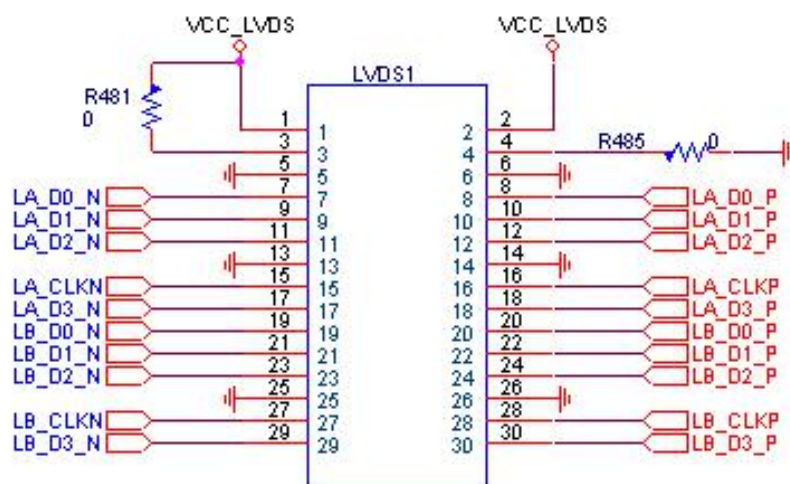 VCC_LVDS VCC_LVDS
LVDS1
R481
0
1 1 2 2
3 3 4 4 R485 0
5 5 6 6
LA_D0_N 7 7 8 8 LA_D0_P
LA_D1_N 9 9 10 10 LA_D1_P
LA_D2_N 11 11 12 12 LA_D2_P
13 13 14 14
LA_CLKN 15 15 16 16 LA_CLKP
LA_D3_N 17 17 18 18 LA_D3_P
LB_D0_N 19 19 20 20 LB_D0_P
LB_D1_N 21 21 22 22 LB_D1_P
LB_D2_N 23 23 24 24 LB_D2_P
25 25 26 26
LB_CLKN 27 27 28 28 LB_CLKP
LB_D3_N 29 29 30 30 LB_D3_P